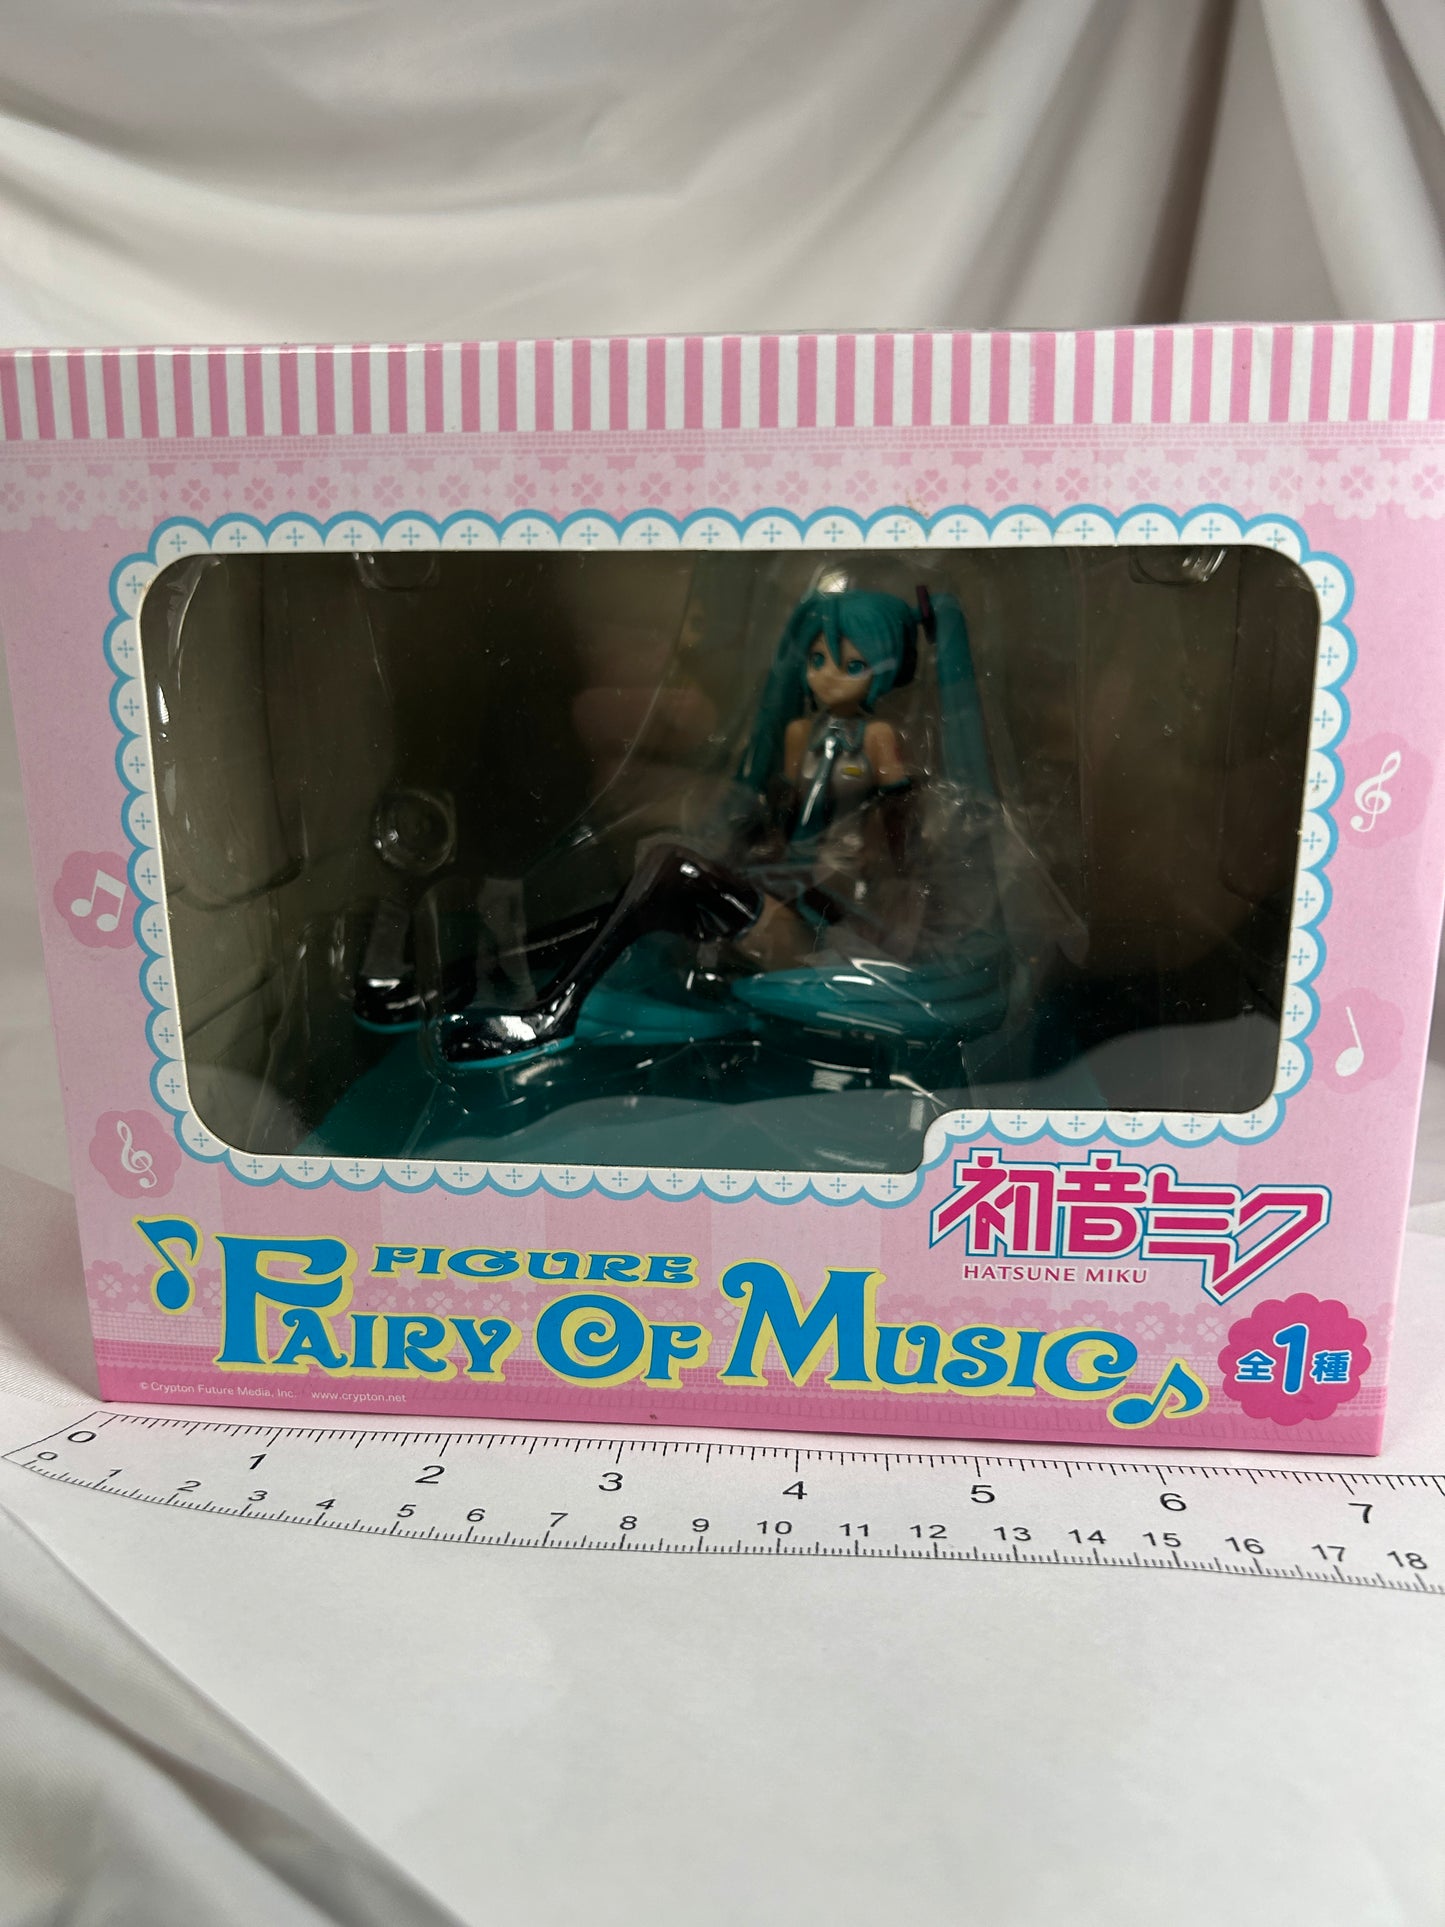 初音ミク
HATSUNE MIKU
FIGURE
FAIRY OF MUSIC
全1種
© Crypton Future Media, Inc. www.crypton.net
0 1 2 3 4 5 6 7
0 1 2 3 4 5 6 7 8 9 10 11 12 13 14 15 16 17 18